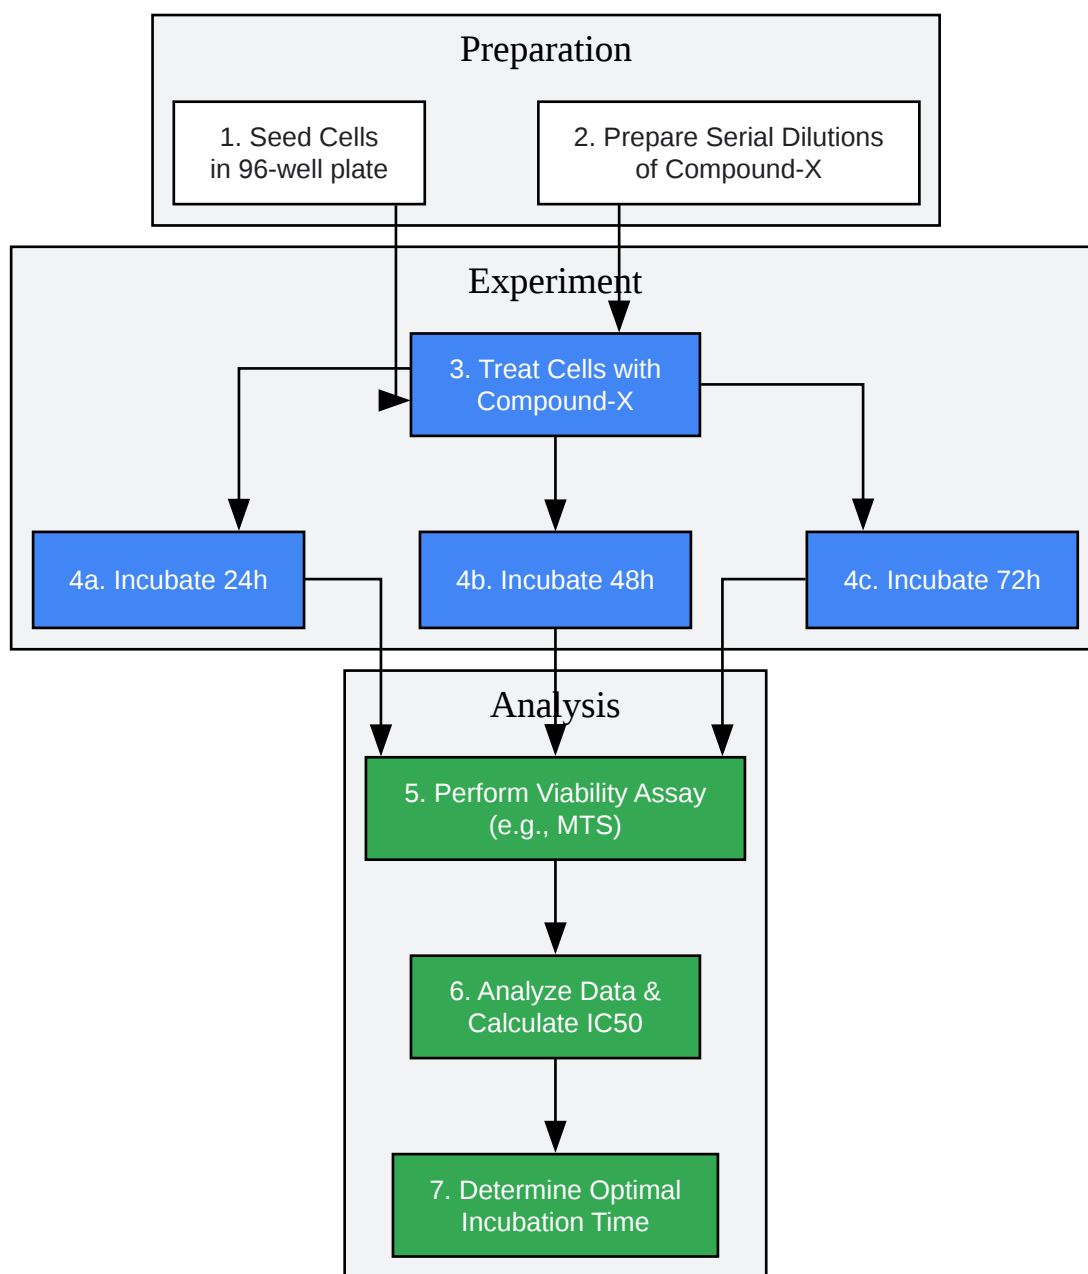 Preparation
1. Seed Cells
in 96-well plate
2. Prepare Serial Dilutions
of Compound-X
Experiment
3. Treat Cells with
Compound-X
4a. Incubate 24h
4b. Incubate 48h
4c. Incubate 72h
Analysis
5. Perform Viability Assay
(e.g., MTS)
6. Analyze Data &
Calculate IC50
7. Determine Optimal
Incubation Time